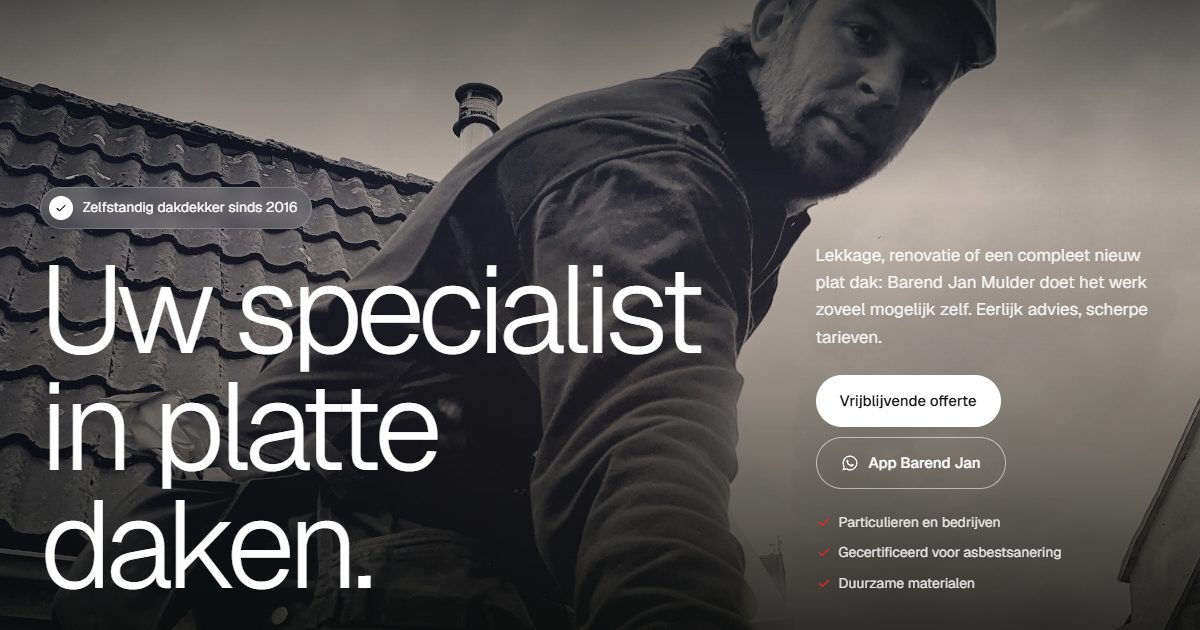 Zelfstandig dakdekker sinds 2016
Uw specialist
in platte
daken.
Lekkage, renovatie of een compleet nieuw
plat dak: Barend Jan Mulder doet het werk
zoveel mogelijk zelf. Eerlijk advies, scherpe
tarieven.
Vrijblijvende offerte
App Barend Jan
Particulieren en bedrijven
Gecertificeerd voor asbestsanering
Duurzame materialen